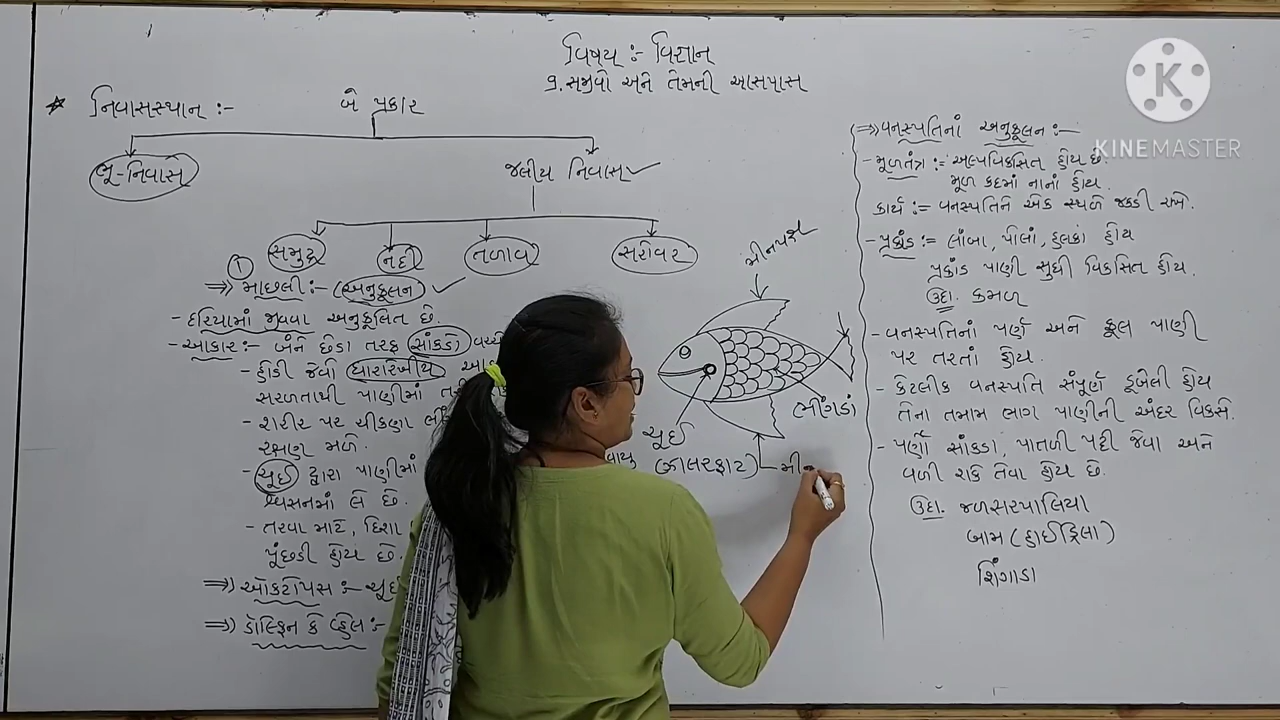 વિષય :- વિજ્ઞાન
૭. સજીવો અને તેમની આસપાસ
* નિવાસસ્થાન :-
બે પ્રકાર
ભૂ-નિવાસ
જલીય નિવાસ ✓
સમુદ્ર
નદી
તળાવ
સરોવર
① ⇒ માછલી :- (અનુકૂલન) ✓
- દરિયામાં જીવવા અનુકૂલિત છે.
- આકાર :- બંને છેડા તરફ સાંકડા વચ્ચે
- હોડી જેવો ધારારેખીય
સરળતાથી પાણીમાં
- શરીર પર ચીકણા
રક્ષણ મળે.
- ચૂઈ દ્વારા પાણીમાં
વાયુ
શ્વસનમાં લે છે.
- તરવા માટે, દિશા
પૂંછડી હોય છે.
⇒) ઑક્ટોપસ :- ચૂઈ
⇒) ડૉલ્ફિન કે વ્હેલ :-
મીનપક્ષ
ભીંગડાં
ચૂઈ
(ઝાલરફાટ)
મી
⇒) વનસ્પતિનાં અનુકૂલન :-
- મૂળતંત્ર := અલ્પવિકસિત હોય છે.
મૂળ કદમાં નાનાં હોય.
કાર્ય := વનસ્પતિને એક સ્થળે જકડી રાખે.
- પ્રકાંડ := લાંબા, પોલાં, હલકાં હોય
પ્રકાંડ પાણી સુધી વિકસિત હોય.
ઉદા. કમળ
- વનસ્પતિનાં પર્ણ અને ફૂલ પાણી
પર તરતાં હોય.
- કેટલીક વનસ્પતિ સંપૂર્ણ ડૂબેલી હોય
તેના તમામ ભાગ પાણીની અંદર વિકસે.
- પર્ણો સાંકડા, પાતળી પટ્ટી જેવા અને
વળી શકે તેવા હોય છે.
ઉદા. જળસરપોલિયા
બામ (હાઈડ્રિલા)
શિંગોડા
KINEMASTER